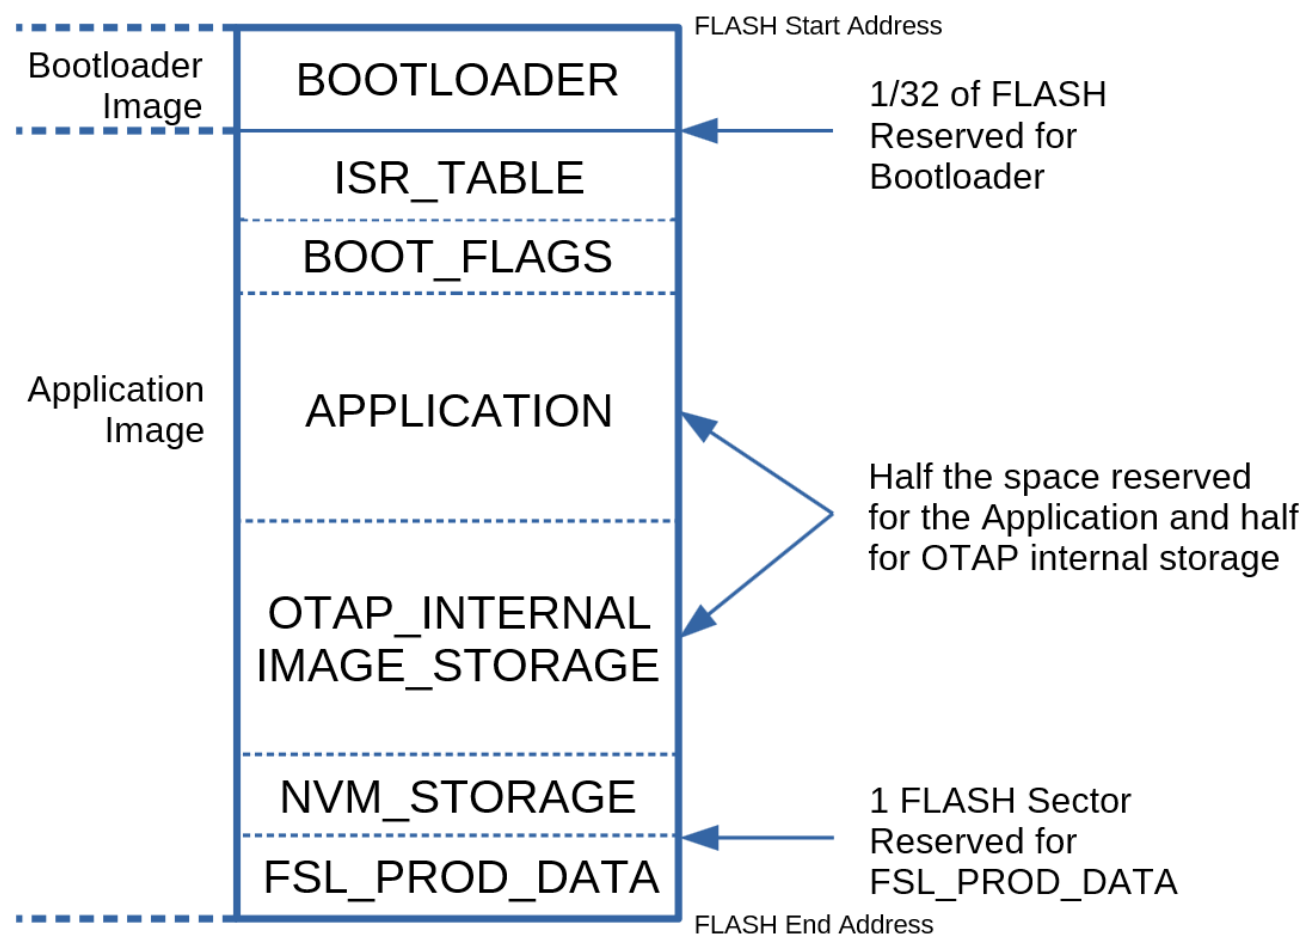 FLASH Start Address
Bootloader
Image
BOOTLOADER
1/32 of FLASH
Reserved for
Bootloader
ISR_TABLE
BOOT_FLAGS
Application
Image
APPLICATION
Half the space reserved
for the Application and half
for OTAP internal storage
OTAP_INTERNAL
IMAGE_STORAGE
NVM_STORAGE
1 FLASH Sector
Reserved for
FSL_PROD_DATA
FSL_PROD_DATA
FLASH End Address